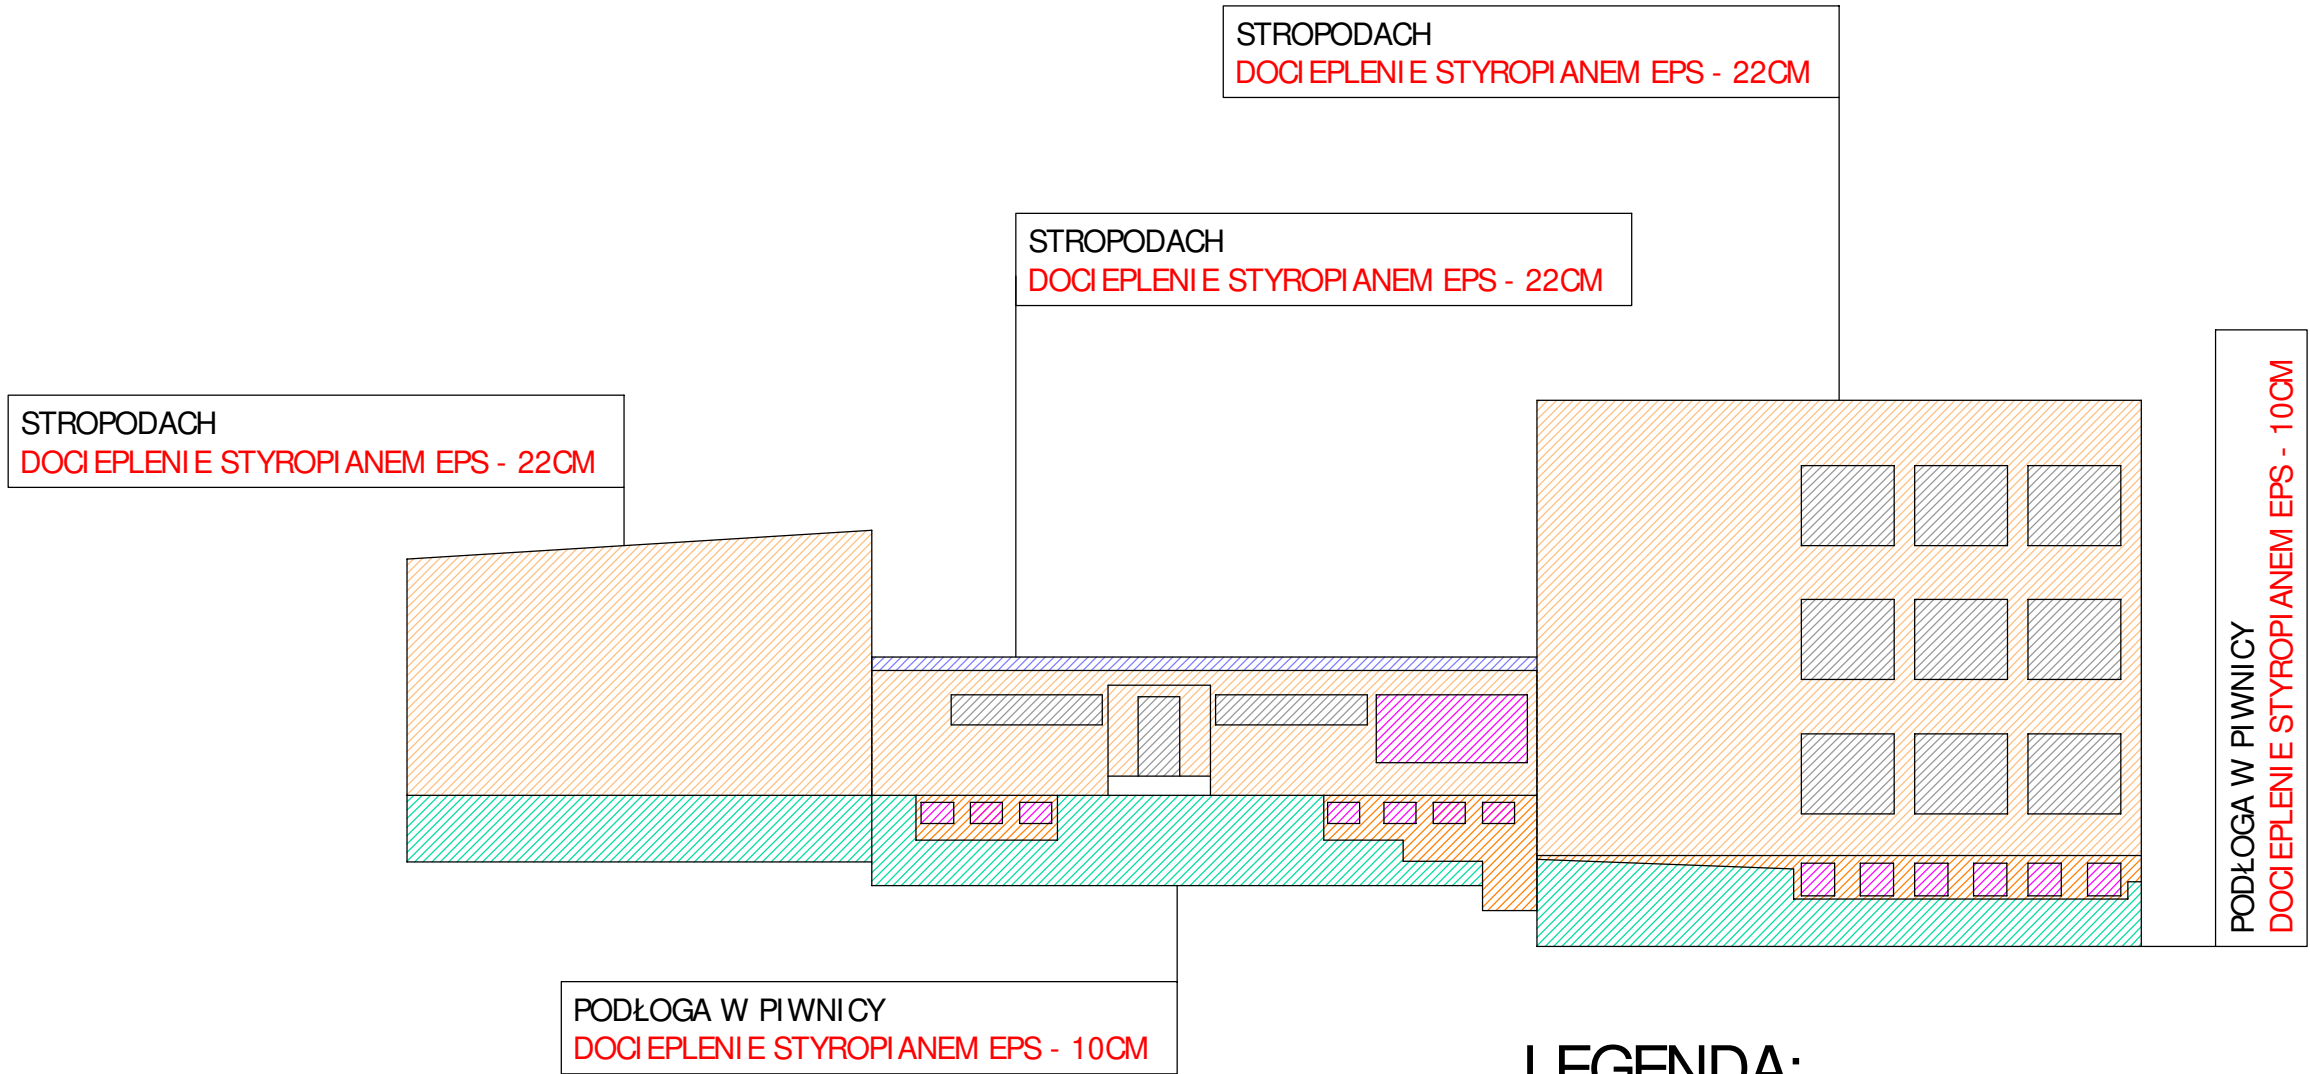 STROPODACH
DOCIEPLENIE STYROPIANEM EPS - 22CM
STROPODACH
DOCIEPLENIE STYROPIANEM EPS - 22CM
STROPODACH
DOCIEPLENIE STYROPIANEM EPS - 22CM
PODŁOGA W PIWNICY
DOCIEPLENIE STYROPIANEM EPS - 10CM
PODŁOGA W PIWNICY
DOCIEPLENIE STYROPIANEM EPS - 10CM
LEGENDA: